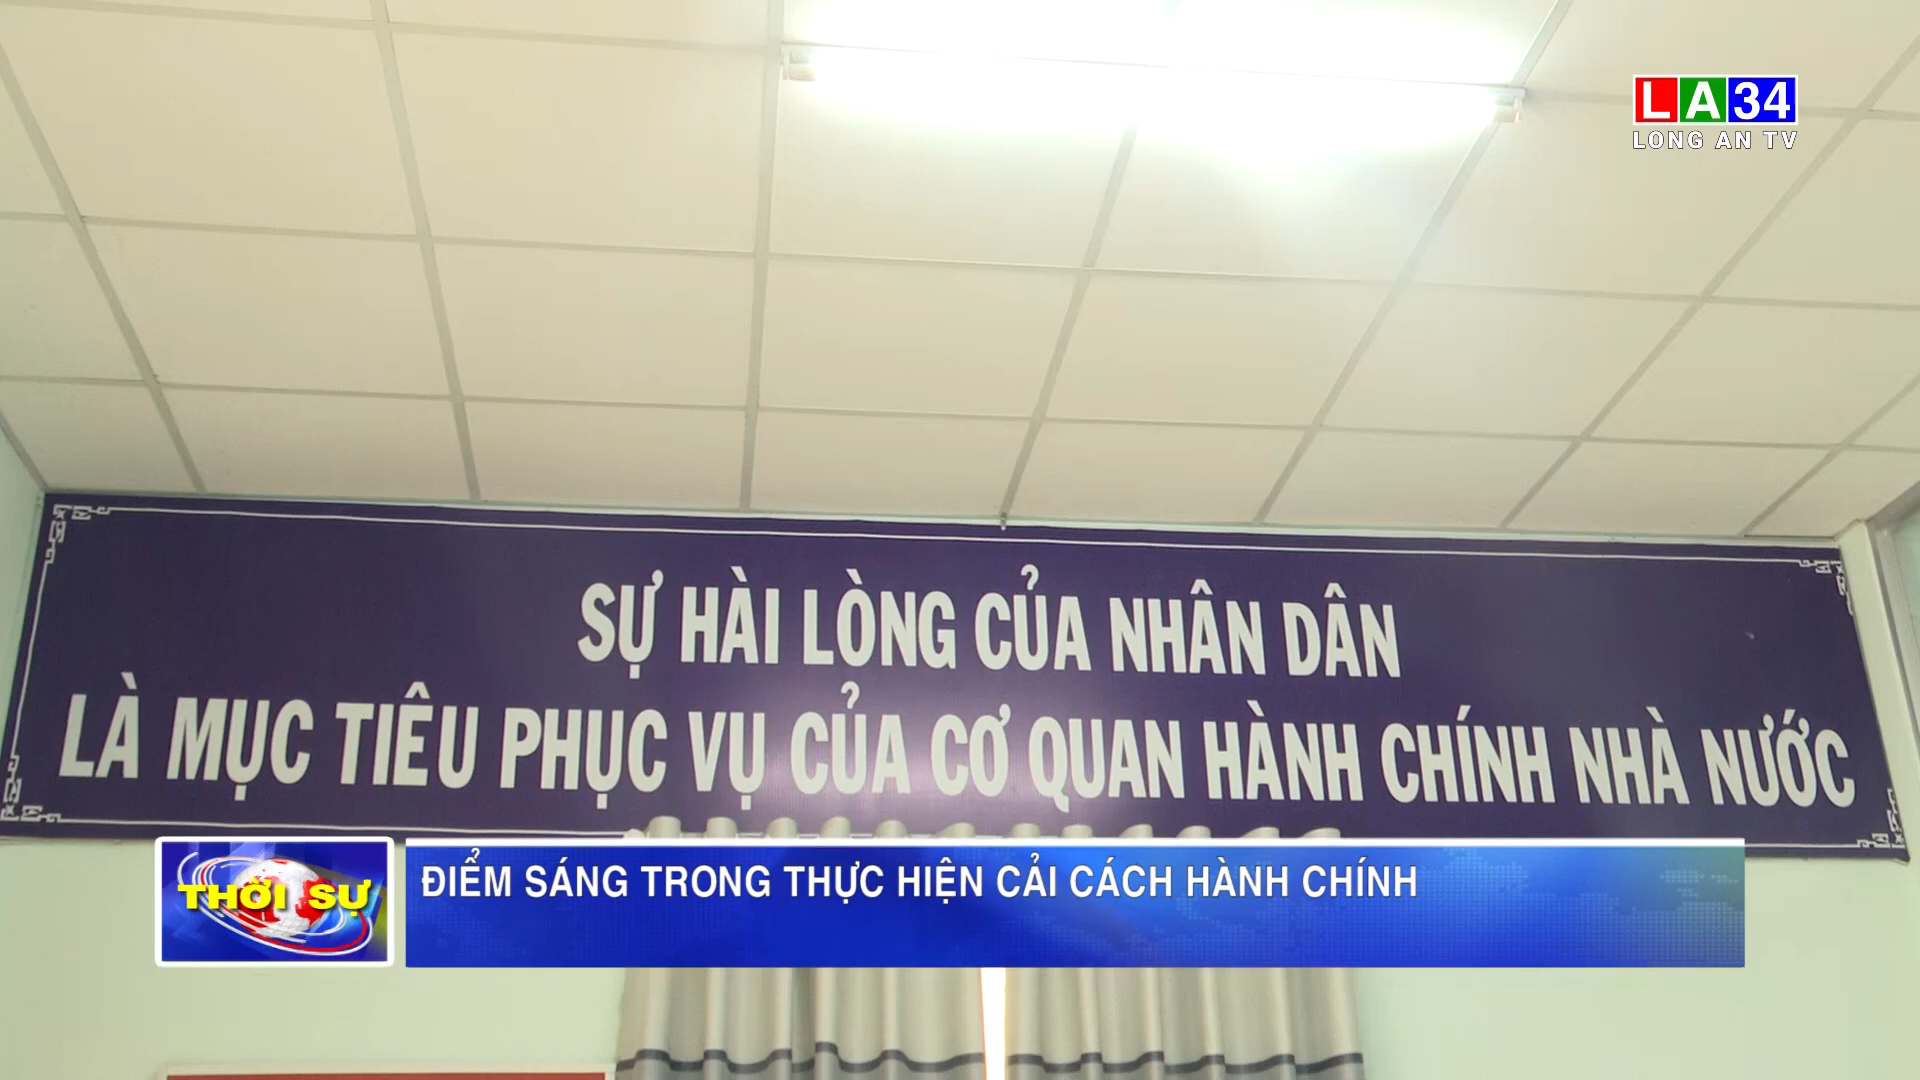 LA34
LONG AN TV
SỰ HÀI LÒNG CỦA NHÂN DÂN
LÀ MỤC TIÊU PHỤC VỤ CỦA CƠ QUAN HÀNH CHÍNH NHÀ NƯỚC
THỜI SỰ
ĐIỂM SÁNG TRONG THỰC HIỆN CẢI CÁCH HÀNH CHÍNH